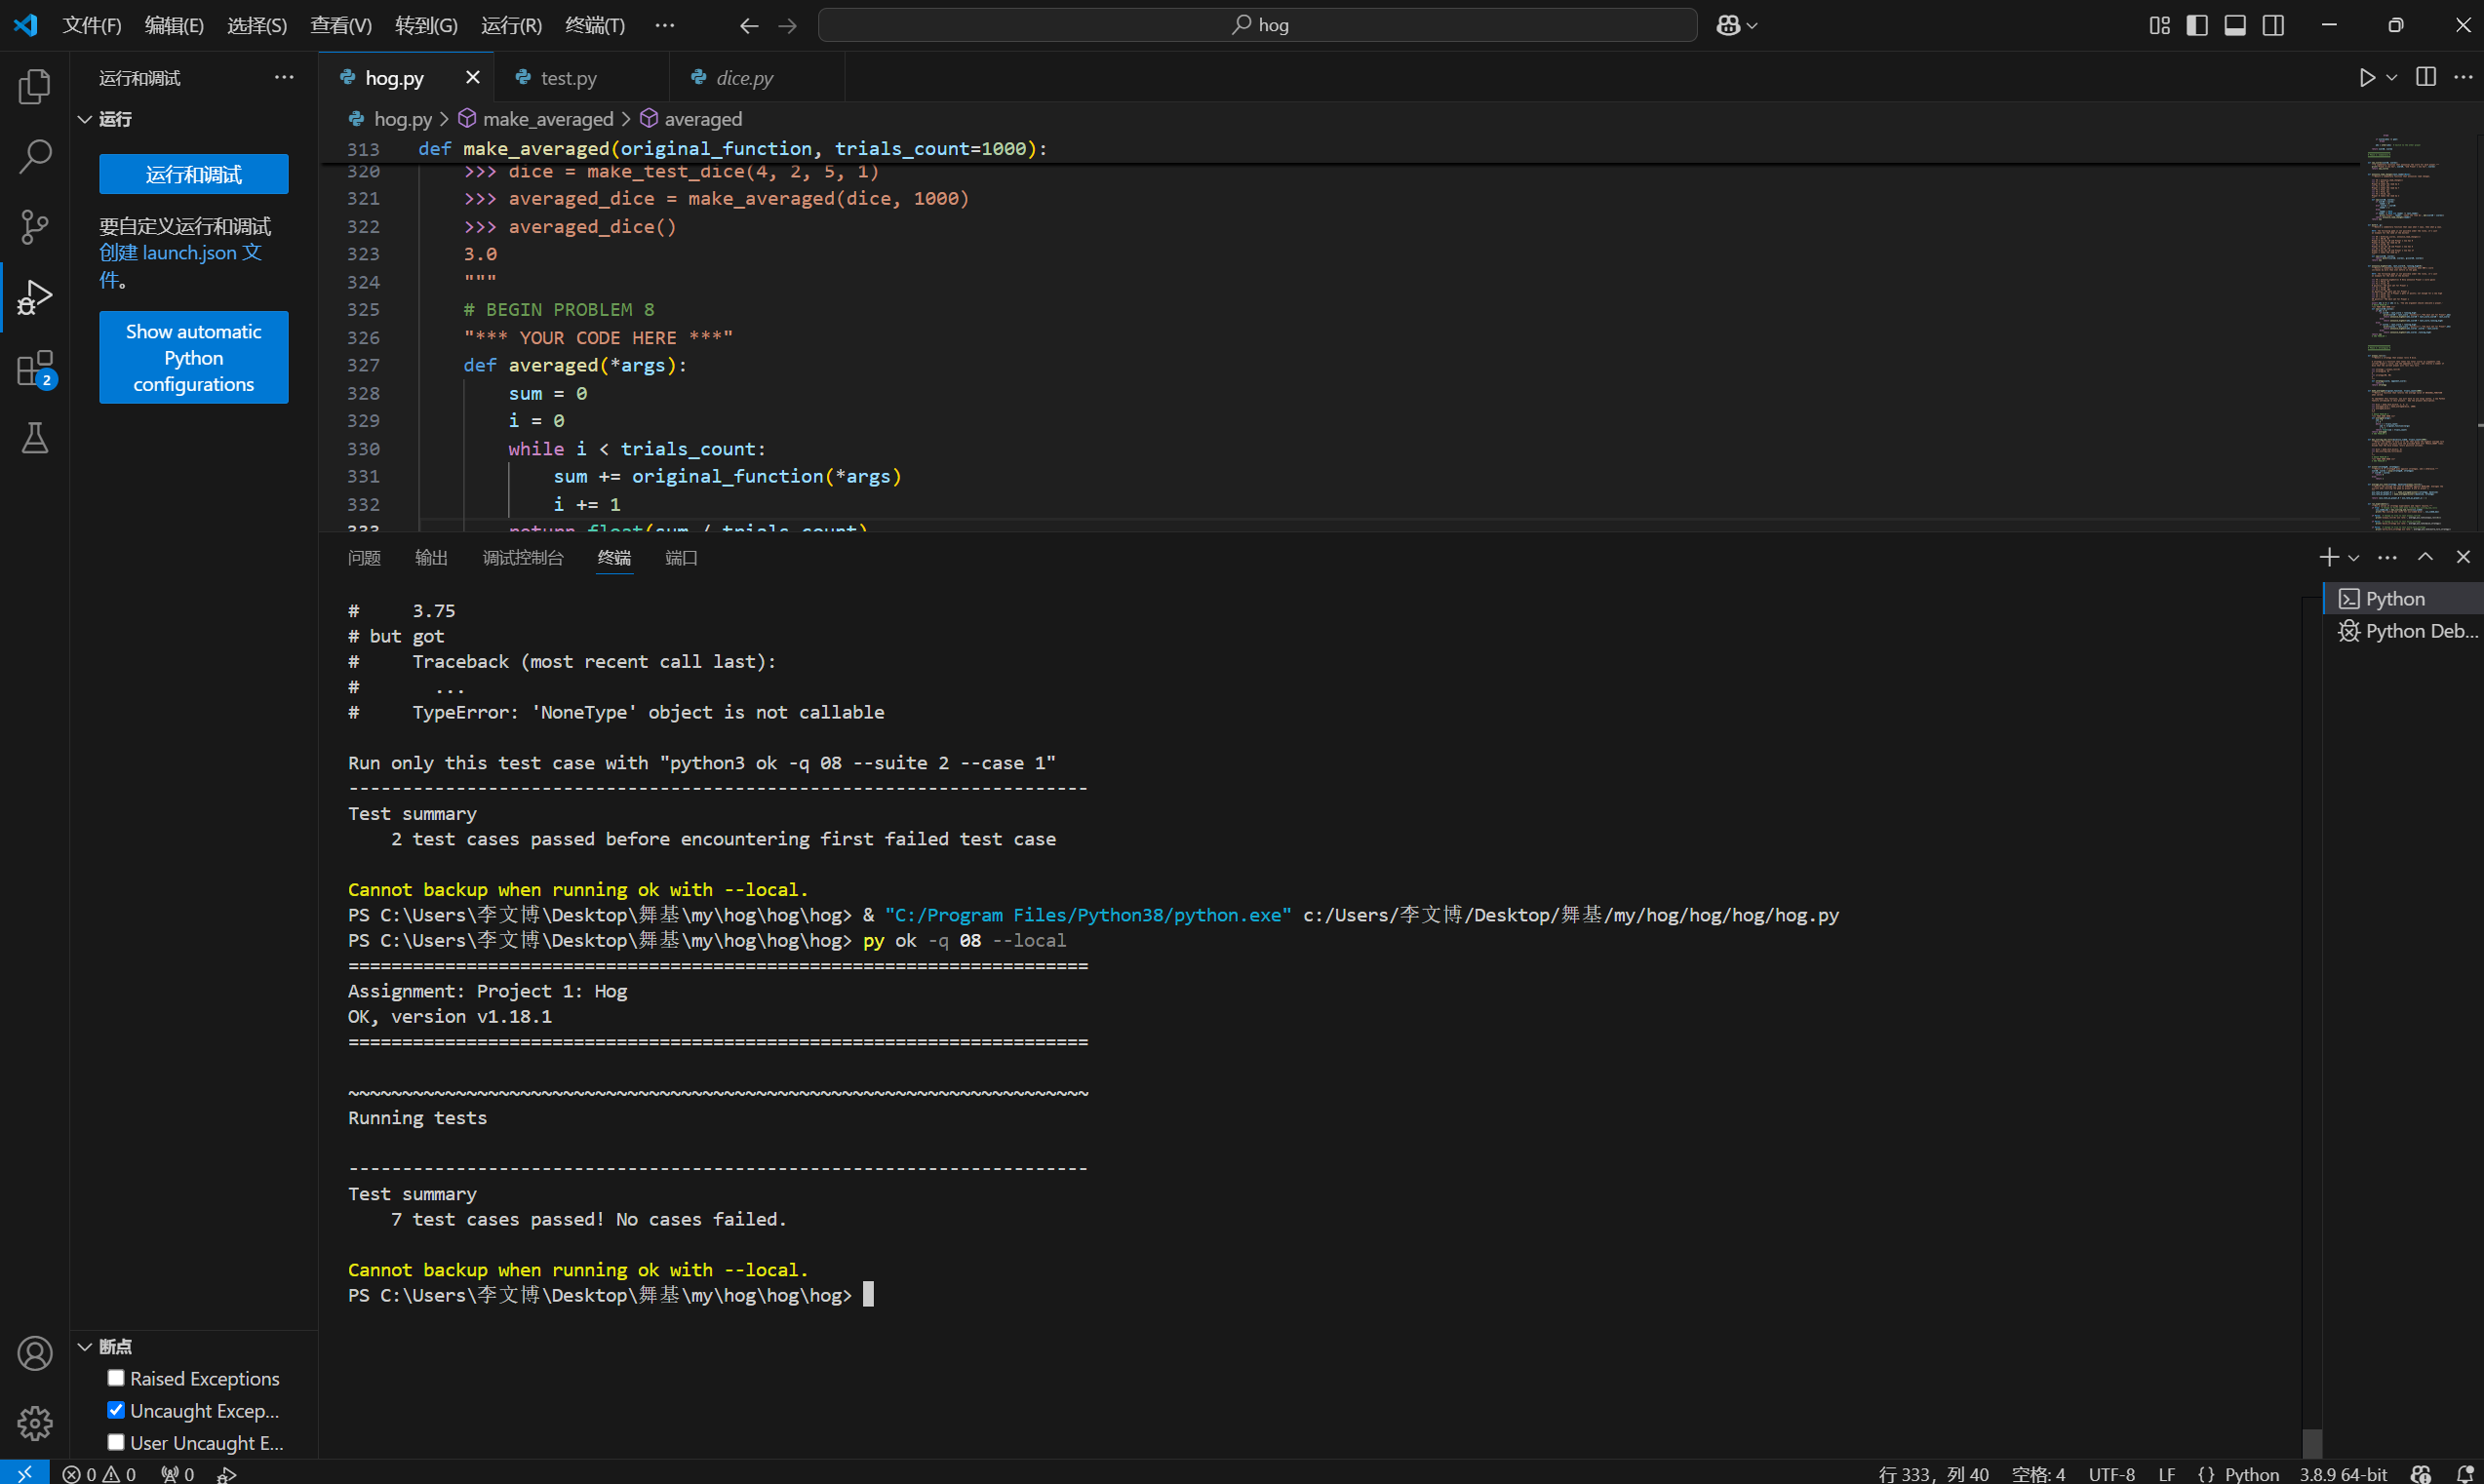 文件(F) 编辑(E) 选择(S) 查看(V) 转到(G) 运行(R) 终端(T) ··· hog
运行和调试 ···
运行
运行和调试
要自定义运行和调试
创建 launch.json 文
件。
Show automatic
Python
configurations
2
hog.py test.py dice.py
hog.py > make_averaged > averaged
313 def make_averaged(original_function, trials_count=1000):
320 >>> dice = make_test_dice(4, 2, 5, 1)
321 >>> averaged_dice = make_averaged(dice, 1000)
322 >>> averaged_dice()
323 3.0
324 """
325 # BEGIN PROBLEM 8
326 "*** YOUR CODE HERE ***"
327 def averaged(*args):
328 sum = 0
329 i = 0
330 while i < trials_count:
331 sum += original_function(*args)
332 i += 1
333 return float(sum / trials_count)
问题 输出 调试控制台 终端 端口
Python
Python Deb...
# 3.75
# but got
# Traceback (most recent call last):
# ...
# TypeError: 'NoneType' object is not callable
Run only this test case with "python3 ok -q 08 --suite 2 --case 1"
---------------------------------------------------------------------
Test summary
2 test cases passed before encountering first failed test case
Cannot backup when running ok with --local.
PS C:\Users\李文博\Desktop\舞基\my\hog\hog\hog> & "C:/Program Files/Python38/python.exe" c:/Users/李文博/Desktop/舞基/my/hog/hog/hog/hog.py
PS C:\Users\李文博\Desktop\舞基\my\hog\hog\hog> py ok -q 08 --local
=====================================================================
Assignment: Project 1: Hog
OK, version v1.18.1
=====================================================================
~~~~~~~~~~~~~~~~~~~~~~~~~~~~~~~~~~~~~~~~~~~~~~~~~~~~~~~~~~~~~~~~~~~~~
Running tests
---------------------------------------------------------------------
Test summary
7 test cases passed! No cases failed.
Cannot backup when running ok with --local.
PS C:\Users\李文博\Desktop\舞基\my\hog\hog\hog>
断点
Raised Exceptions
Uncaught Excep...
User Uncaught E...
0 0 0 行 333，列 40 空格: 4 UTF-8 LF {} Python 3.8.9 64-bit